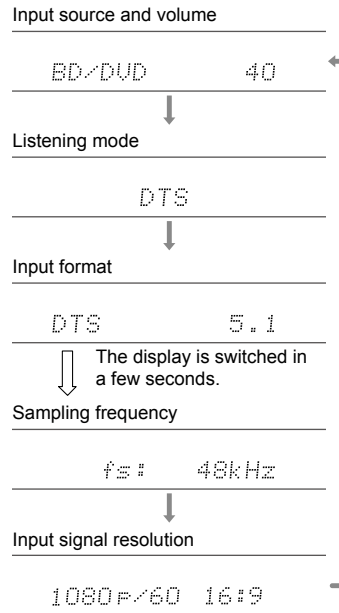 Input source and volume
BD/DVD 40
Listening mode
DTS
Input format
DTS 5.1
The display is switched in
a few seconds.
Sampling frequency
fs: 48kHz
Input signal resolution
1080p/60 16:9